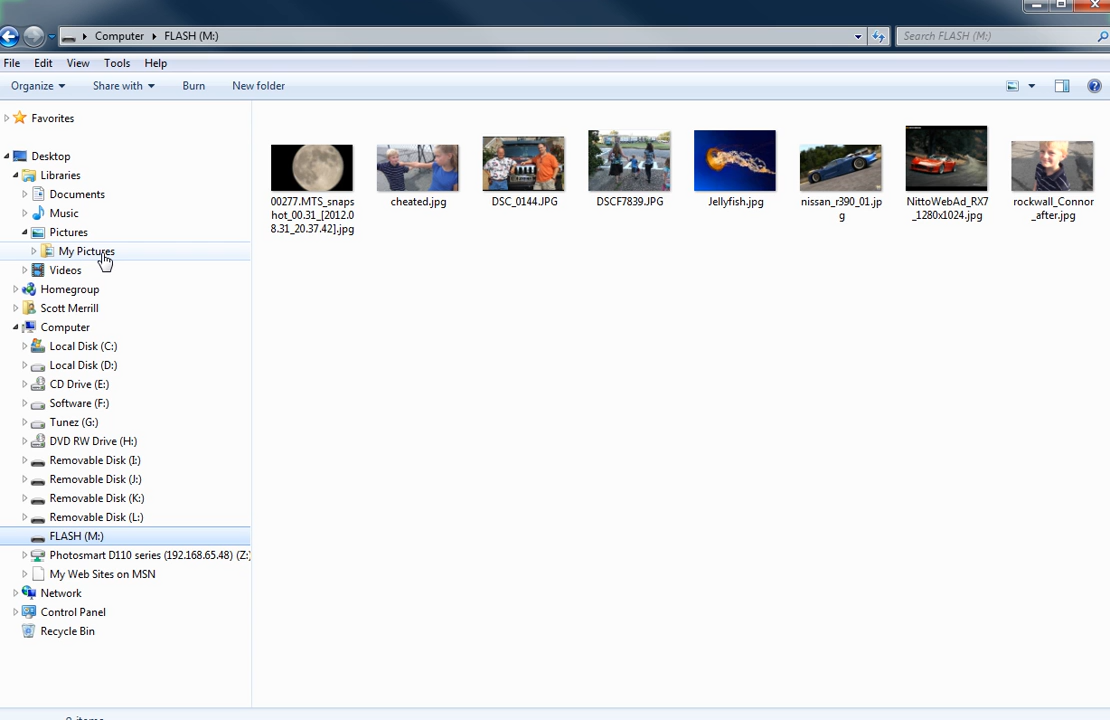 Computer FLASH (M:) Search FLASH (M:)
File Edit View Tools Help
Organize Share with Burn New folder
Favorites
Desktop
Libraries
Documents
Music
Pictures
My Pictures
Videos
Homegroup
Scott Merrill
Computer
Local Disk (C:)
Local Disk (D:)
CD Drive (E:)
Software (F:)
Tunez (G:)
DVD RW Drive (H:)
Removable Disk (I:)
Removable Disk (J:)
Removable Disk (K:)
Removable Disk (L:)
FLASH (M:)
Photosmart D110 series (192.168.65.48) (Z:)
My Web Sites on MSN
Network
Control Panel
Recycle Bin
00277.MTS_snaps
hot_00.31_[2012.0
8.31_20.37.42].jpg
cheated.jpg
DSC_0144.JPG
DSCF7839.JPG
Jellyfish.jpg
nissan_r390_01.jp
g
NittoWebAd_RX7
_1280x1024.jpg
rockwall_Connor
_after.jpg